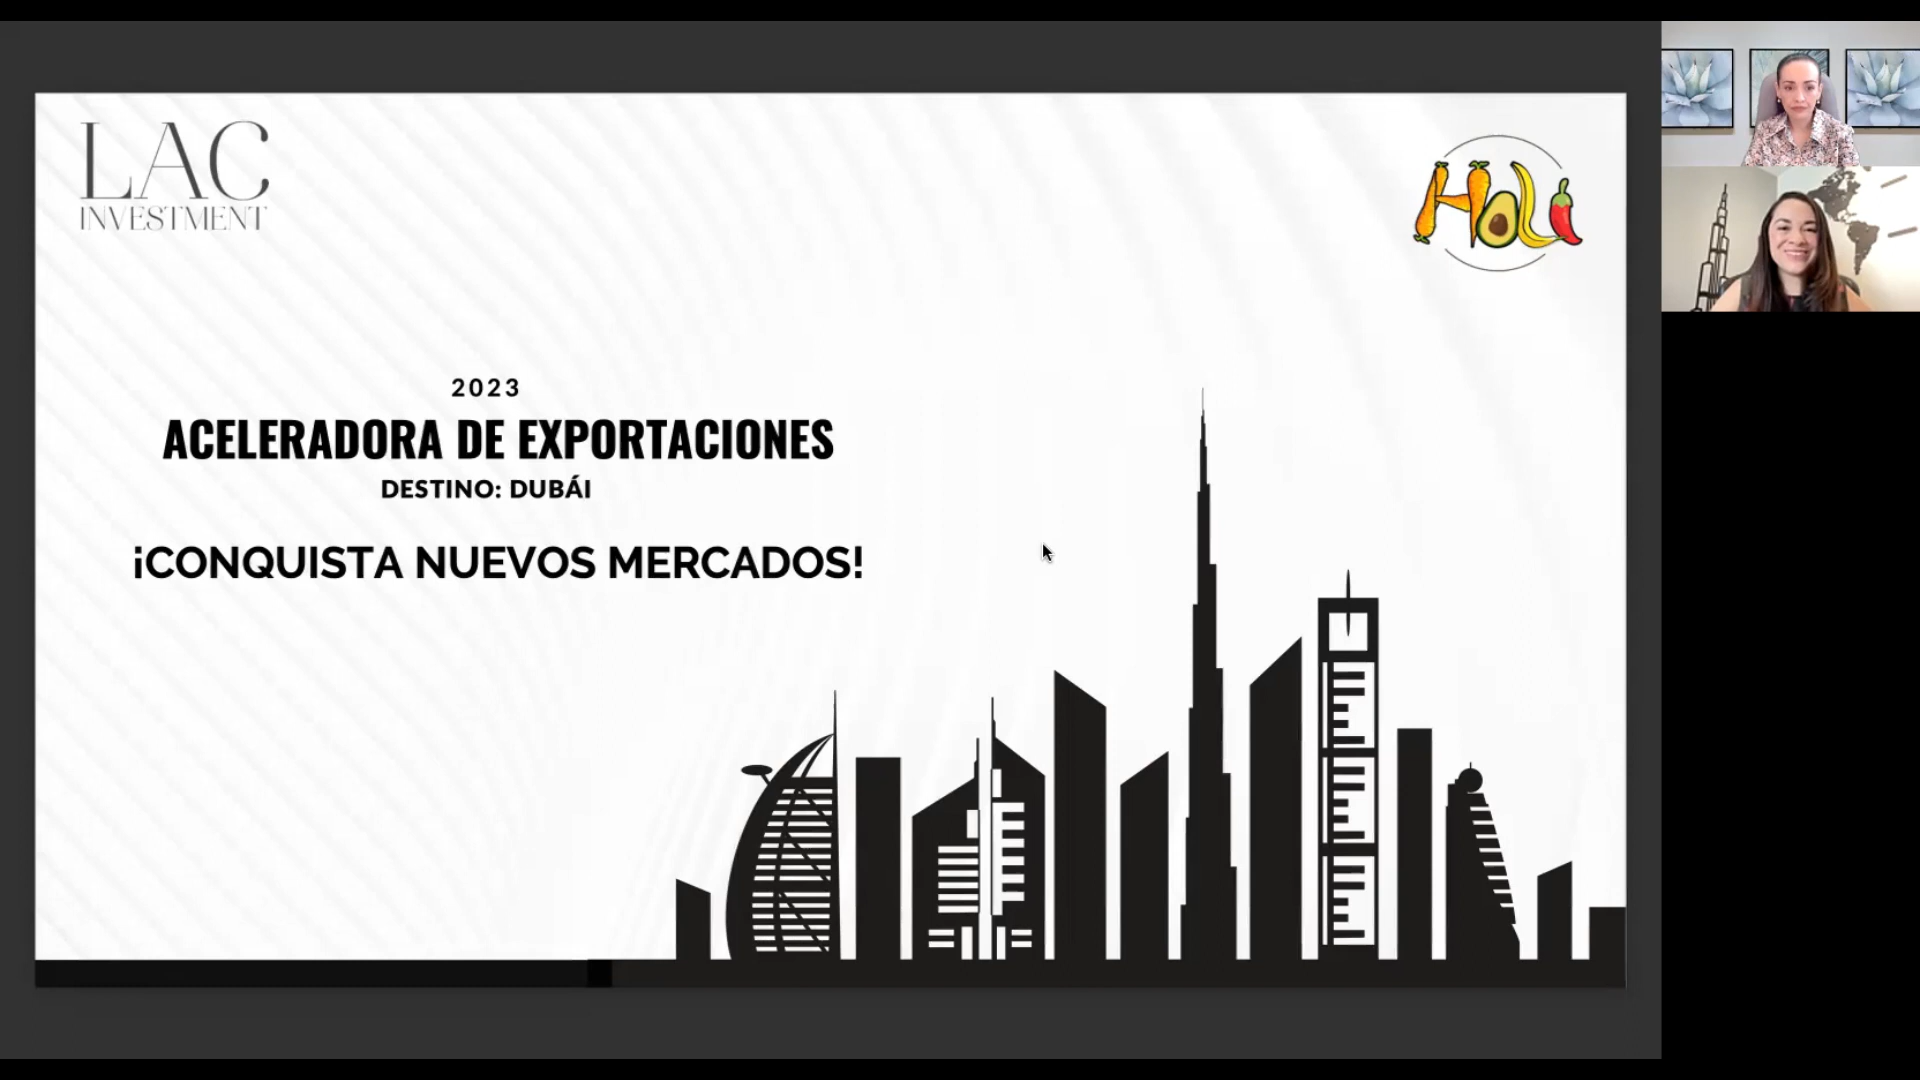 LAC
INVESTMENT
HOLi
2023
ACELERADORA DE EXPORTACIONES
DESTINO: DUBÁI
¡CONQUISTA NUEVOS MERCADOS!